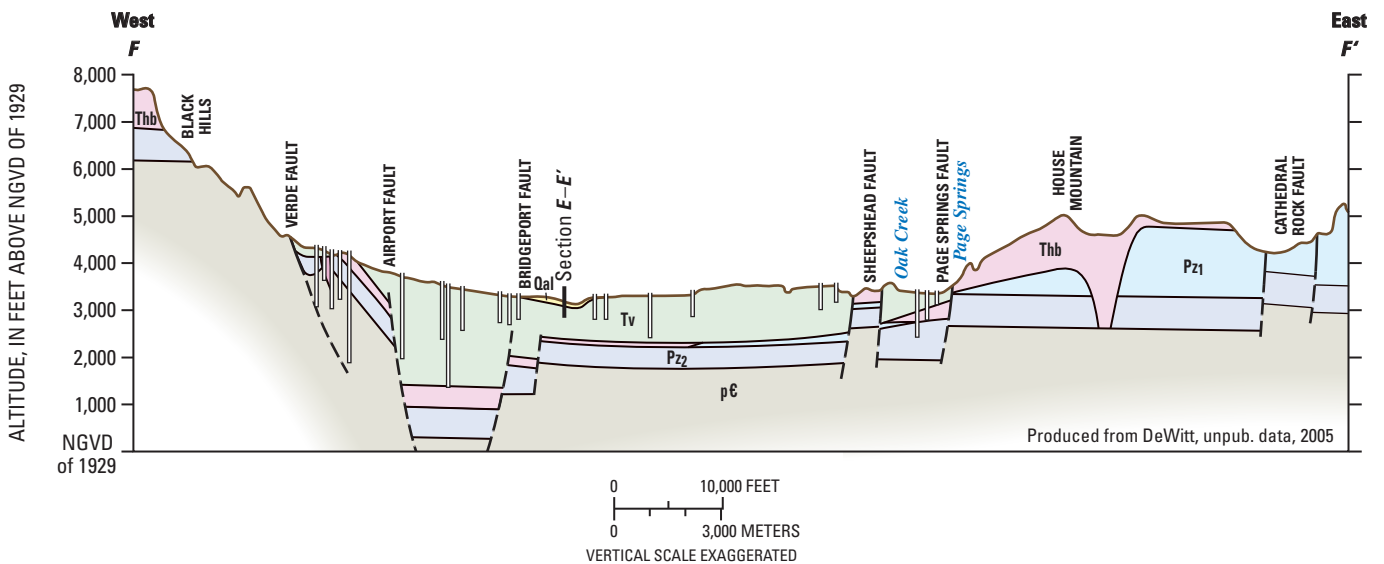 West
F
East
F′
ALTITUDE, IN FEET ABOVE NGVD OF 1929
8,000
7,000
6,000
5,000
4,000
3,000
2,000
1,000
NGVD
of 1929
Thb
BLACK
HILLS
VERDE FAULT
AIRPORT FAULT
BRIDGEPORT FAULT
Qal
Section E–E′
SHEEPSHEAD FAULT
Oak Creek
PAGE SPRINGS FAULT
Page Springs
HOUSE
MOUNTAIN
CATHEDRAL
ROCK FAULT
Thb
Pz1
Tv
Pz2
p€
Produced from DeWitt, unpub. data, 2005
0
10,000 FEET
0
3,000 METERS
VERTICAL SCALE EXAGGERATED